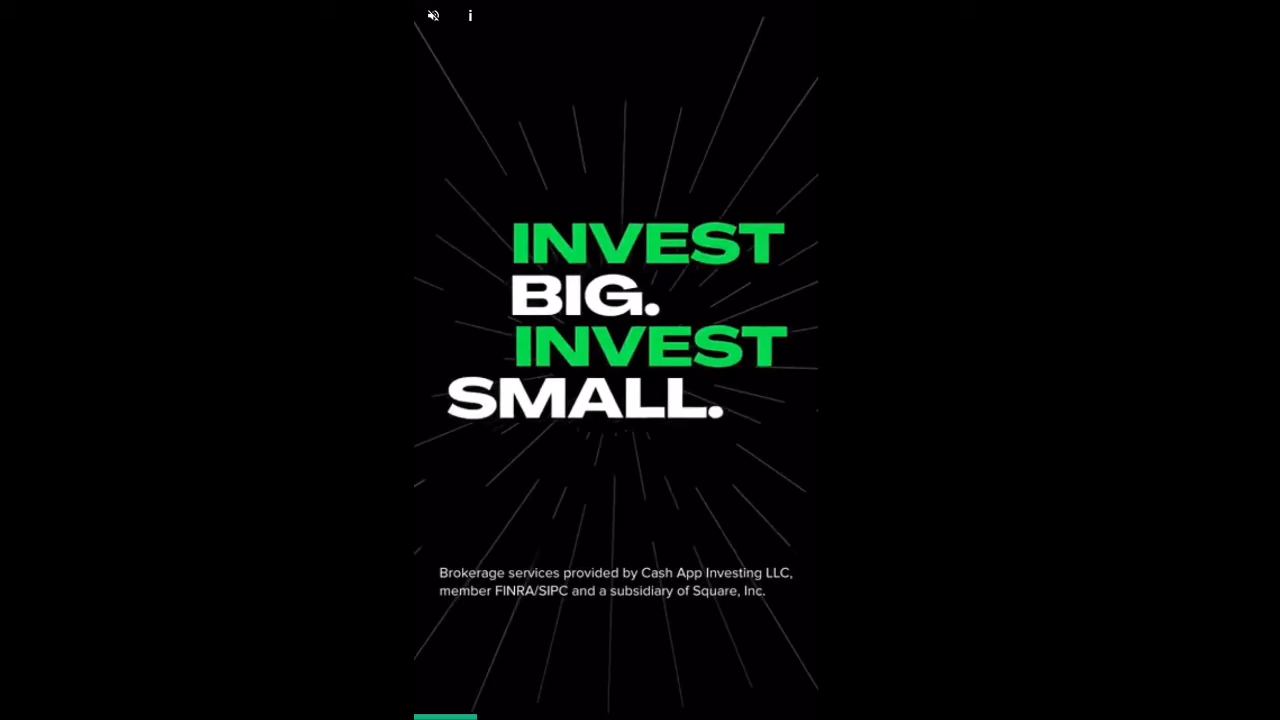 INVEST
BIG.
INVEST
SMALL.
Brokerage services provided by Cash App Investing LLC,
member FINRA/SIPC and a subsidiary of Square, Inc.